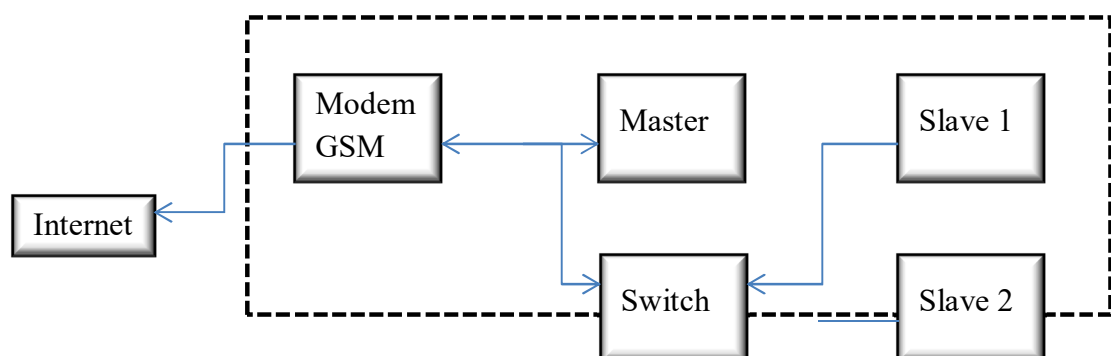 Modem
GSM
Master
Slave 1
Internet
Switch
Slave 2